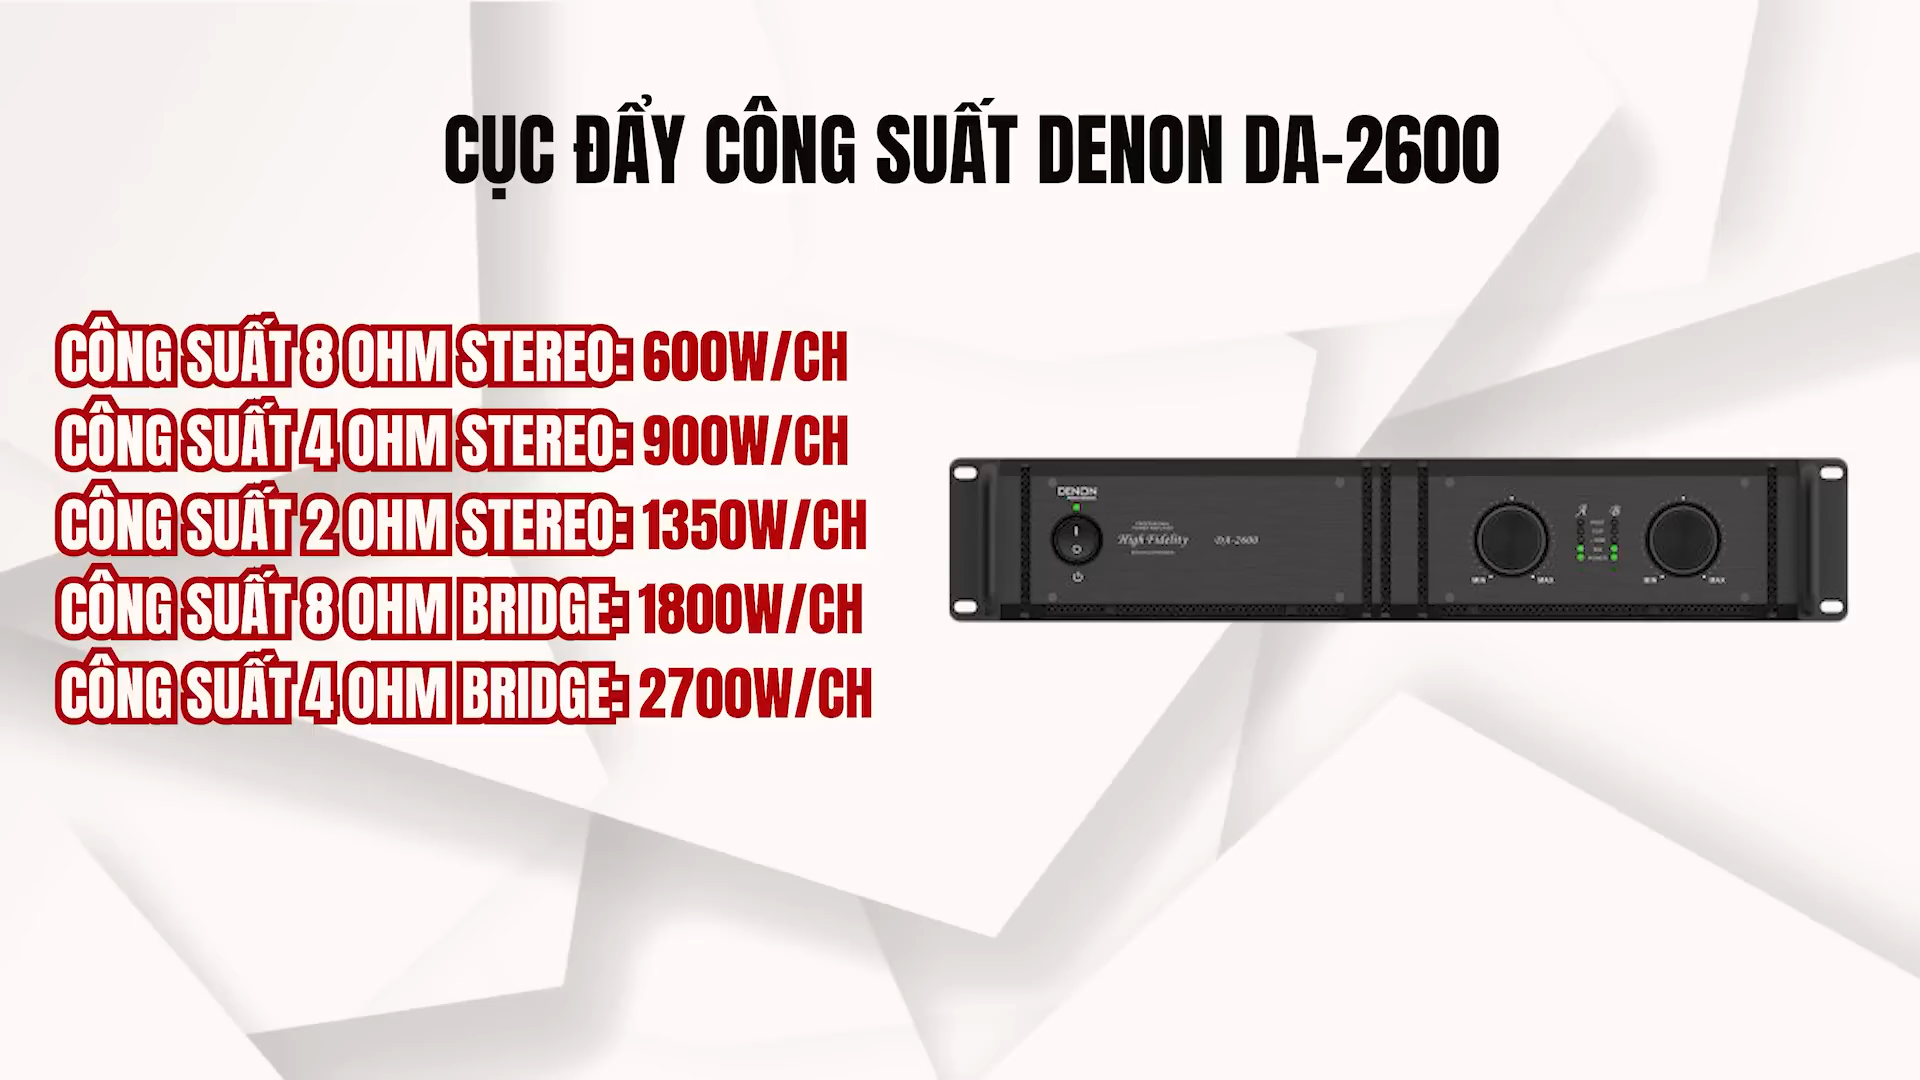 CỤC ĐẨY CÔNG SUẤT DENON DA-2600
CÔNG SUẤT 8 OHM STEREO: 600W/CH
CÔNG SUẤT 4 OHM STEREO: 900W/CH
CÔNG SUẤT 2 OHM STEREO: 1350W/CH
CÔNG SUẤT 8 OHM BRIDGE: 1800W/CH
CÔNG SUẤT 4 OHM BRIDGE: 2700W/CH
DENON
High Fidelity DA-2600
A B
MIN MAX MIN MAX